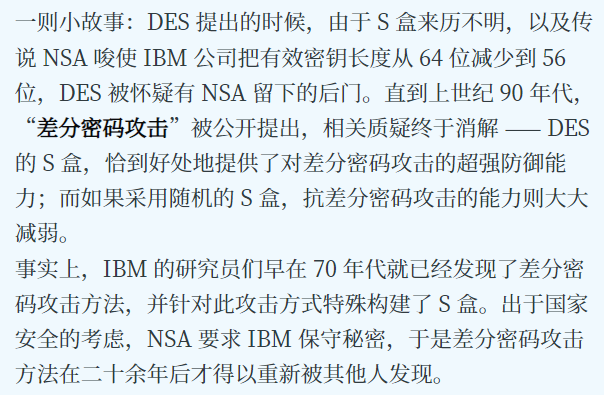 一则小故事：DES 提出的时候，由于 S 盒来历不明，以及传
说 NSA 唆使 IBM 公司把有效密钥长度从 64 位减少到 56
位，DES 被怀疑有 NSA 留下的后门。直到上世纪 90 年代，
“差分密码攻击”被公开提出，相关质疑终于消解 —— DES
的 S 盒，恰到好处地提供了对差分密码攻击的超强防御能
力；而如果采用随机的 S 盒，抗差分密码攻击的能力则大大
减弱。
事实上，IBM 的研究员们早在 70 年代就已经发现了差分密
码攻击方法，并针对此攻击方式特殊构建了 S 盒。出于国家
安全的考虑，NSA 要求 IBM 保守秘密，于是差分密码攻击
方法在二十余年后才得以重新被其他人发现。